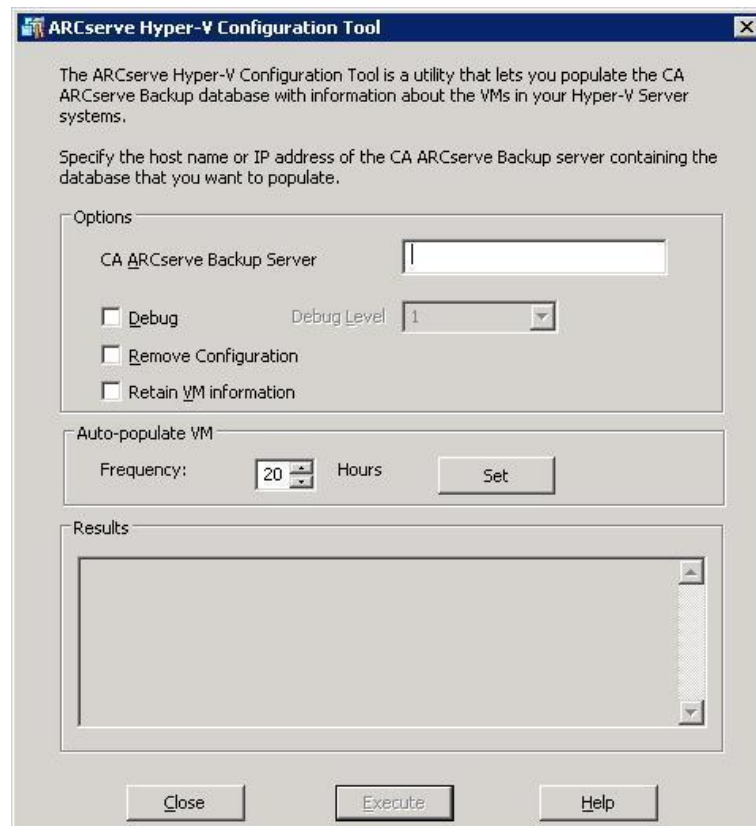 ARCserve Hyper-V Configuration Tool
The ARCserve Hyper-V Configuration Tool is a utility that lets you populate the CA
ARCserve Backup database with information about the VMs in your Hyper-V Server
systems.
Specify the host name or IP address of the CA ARCserve Backup server containing the
database that you want to populate.
Options
CA ARCserve Backup Server
Debug Debug Level 1
Remove Configuration
Retain VM information
Auto-populate VM
Frequency: 20 Hours Set
Results
Close Execute Help